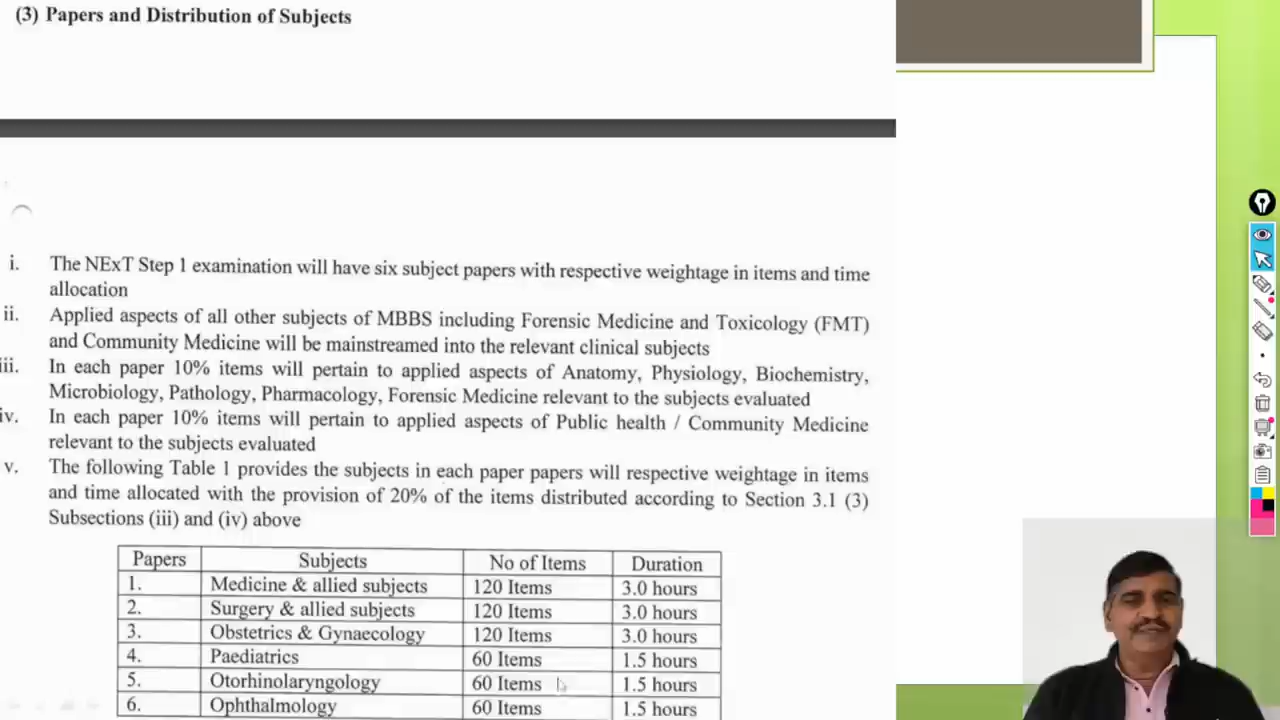 (3) Papers and Distribution of Subjects
i. The NExT Step 1 examination will have six subject papers with respective weightage in items and time
allocation
ii. Applied aspects of all other subjects of MBBS including Forensic Medicine and Toxicology (FMT)
and Community Medicine will be mainstreamed into the relevant clinical subjects
iii. In each paper 10% items will pertain to applied aspects of Anatomy, Physiology, Biochemistry,
Microbiology, Pathology, Pharmacology, Forensic Medicine relevant to the subjects evaluated
iv. In each paper 10% items will pertain to applied aspects of Public health / Community Medicine
relevant to the subjects evaluated
v. The following Table 1 provides the subjects in each paper papers will respective weightage in items
and time allocated with the provision of 20% of the items distributed according to Section 3.1 (3)
Subsections (iii) and (iv) above
Papers Subjects No of Items Duration
1. Medicine & allied subjects 120 Items 3.0 hours
2. Surgery & allied subjects 120 Items 3.0 hours
3. Obstetrics & Gynaecology 120 Items 3.0 hours
4. Paediatrics 60 Items 1.5 hours
5. Otorhinolaryngology 60 Items 1.5 hours
6. Ophthalmology 60 Items 1.5 hours